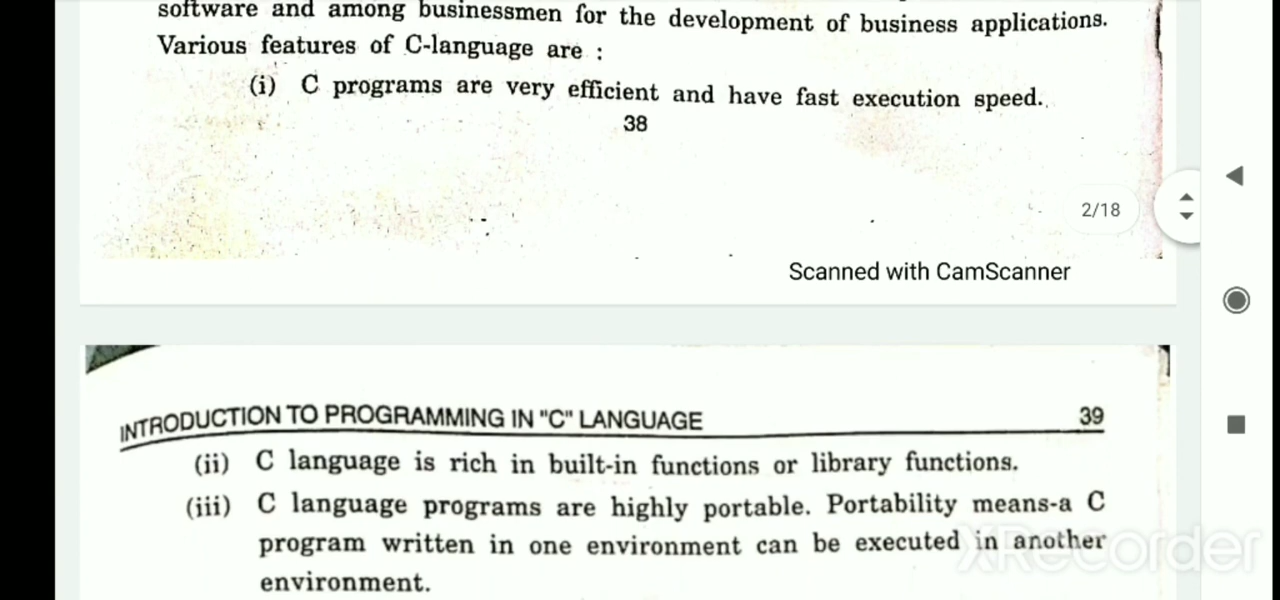 software and among businessmen for the development of business applications.
Various features of C-language are :
(i) C programs are very efficient and have fast execution speed.
38
2/18
Scanned with CamScanner
INTRODUCTION TO PROGRAMMING IN "C" LANGUAGE 39
(ii) C language is rich in built-in functions or library functions.
(iii) C language programs are highly portable. Portability means-a C
program written in one environment can be executed in another
environment.
XRecorder